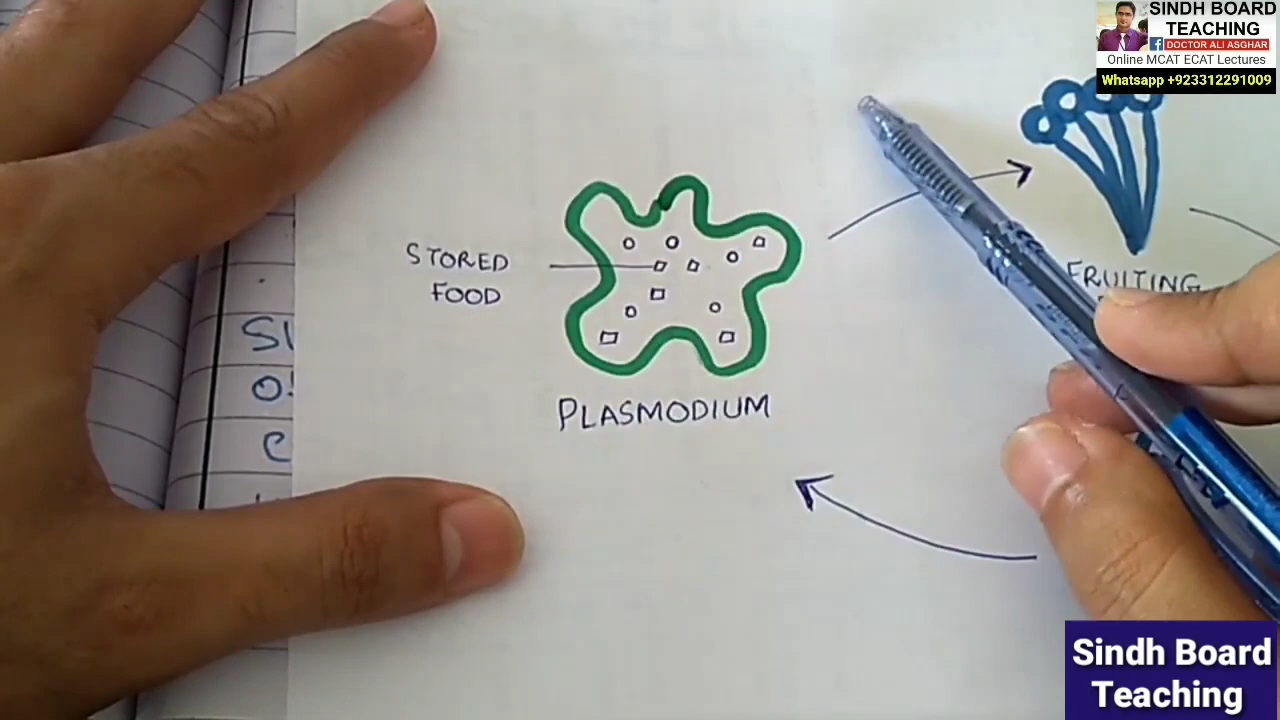 SINDH BOARD
TEACHING
DOCTOR ALI ASGHAR
Online MCAT ECAT Lectures
Whatsapp +923312291009
STORED
FOOD
FRUITING
PLASMODIUM
Sindh Board
Teaching